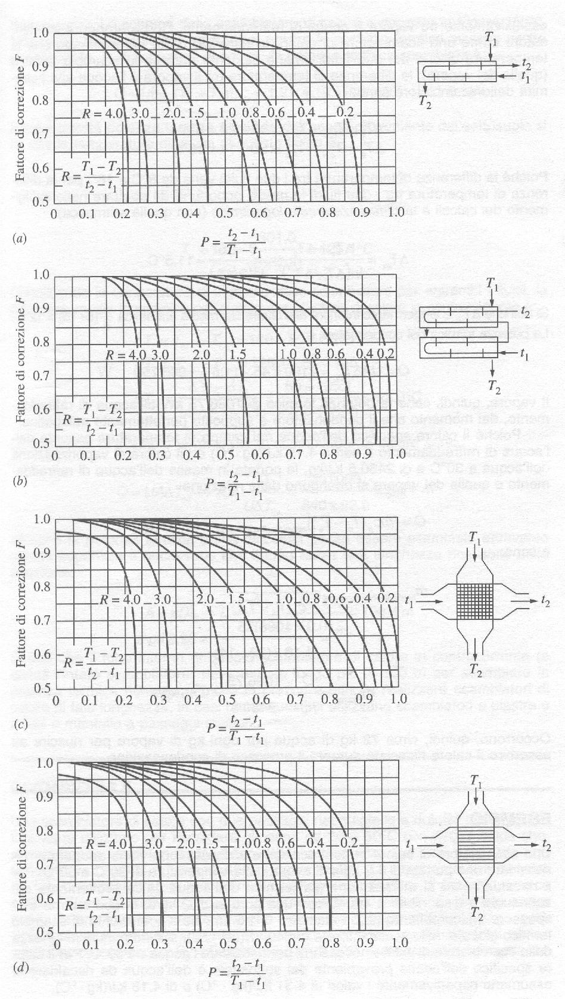 Fattore di correzione F
1.0
0.9
0.8
0.7
0.6
0.5
R = 4.0 3.0 2.0 1.5 1.0 0.8 0.6 0.4 0.2
R = T1 – T2
t2 – t1
0 0.1 0.2 0.3 0.4 0.5 0.6 0.7 0.8 0.9 1.0
T1
t2
t1
T2
(a)
P = t2 – t1
T1 – t1
Fattore di correzione F
1.0
0.9
0.8
0.7
0.6
0.5
R = 4.0 3.0 2.0 1.5 1.0 0.8 0.6 0.4 0.2
R = T1 – T2
t2 – t1
0 0.1 0.2 0.3 0.4 0.5 0.6 0.7 0.8 0.9 1.0
T1
t2
t1
T2
(b)
P = t2 – t1
T1 – t1
Fattore di correzione F
1.0
0.9
0.8
0.7
0.6
0.5
R = 4.0 3.0 2.0 1.5 1.0 0.8 0.6 0.4 0.2
R = T1 – T2
t2 – t1
0 0.1 0.2 0.3 0.4 0.5 0.6 0.7 0.8 0.9 1.0
T1
t1
t2
T2
(c)
P = t2 – t1
T1 – t1
Fattore di correzione F
1.0
0.9
0.8
0.7
0.6
0.5
R = 4.0 3.0 2.0 1.5 1.0 0.8 0.6 0.4 0.2
R = T1 – T2
t2 – t1
0 0.1 0.2 0.3 0.4 0.5 0.6 0.7 0.8 0.9 1.0
T1
t1
t2
T2
(d)
P = t2 – t1
T1 – t1